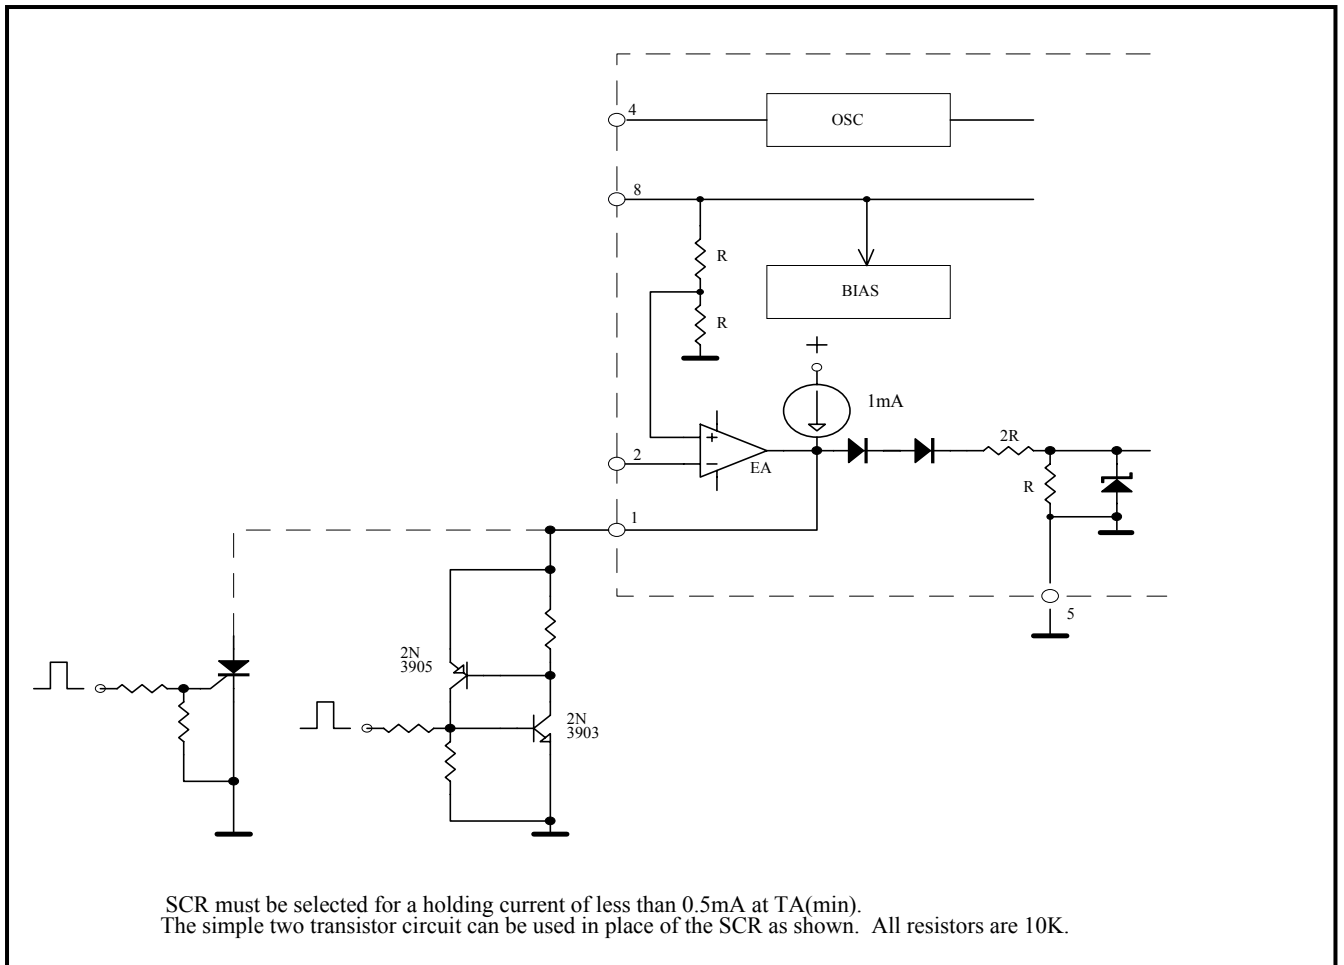 4
OSC
8
R
BIAS
R
+
1mA
2R
+
2
−
EA
R
1
5
2N
3905
2N
3903
SCR must be selected for a holding current of less than 0.5mA at TA(min).
The simple two transistor circuit can be used in place of the SCR as shown.  All resistors are 10K.